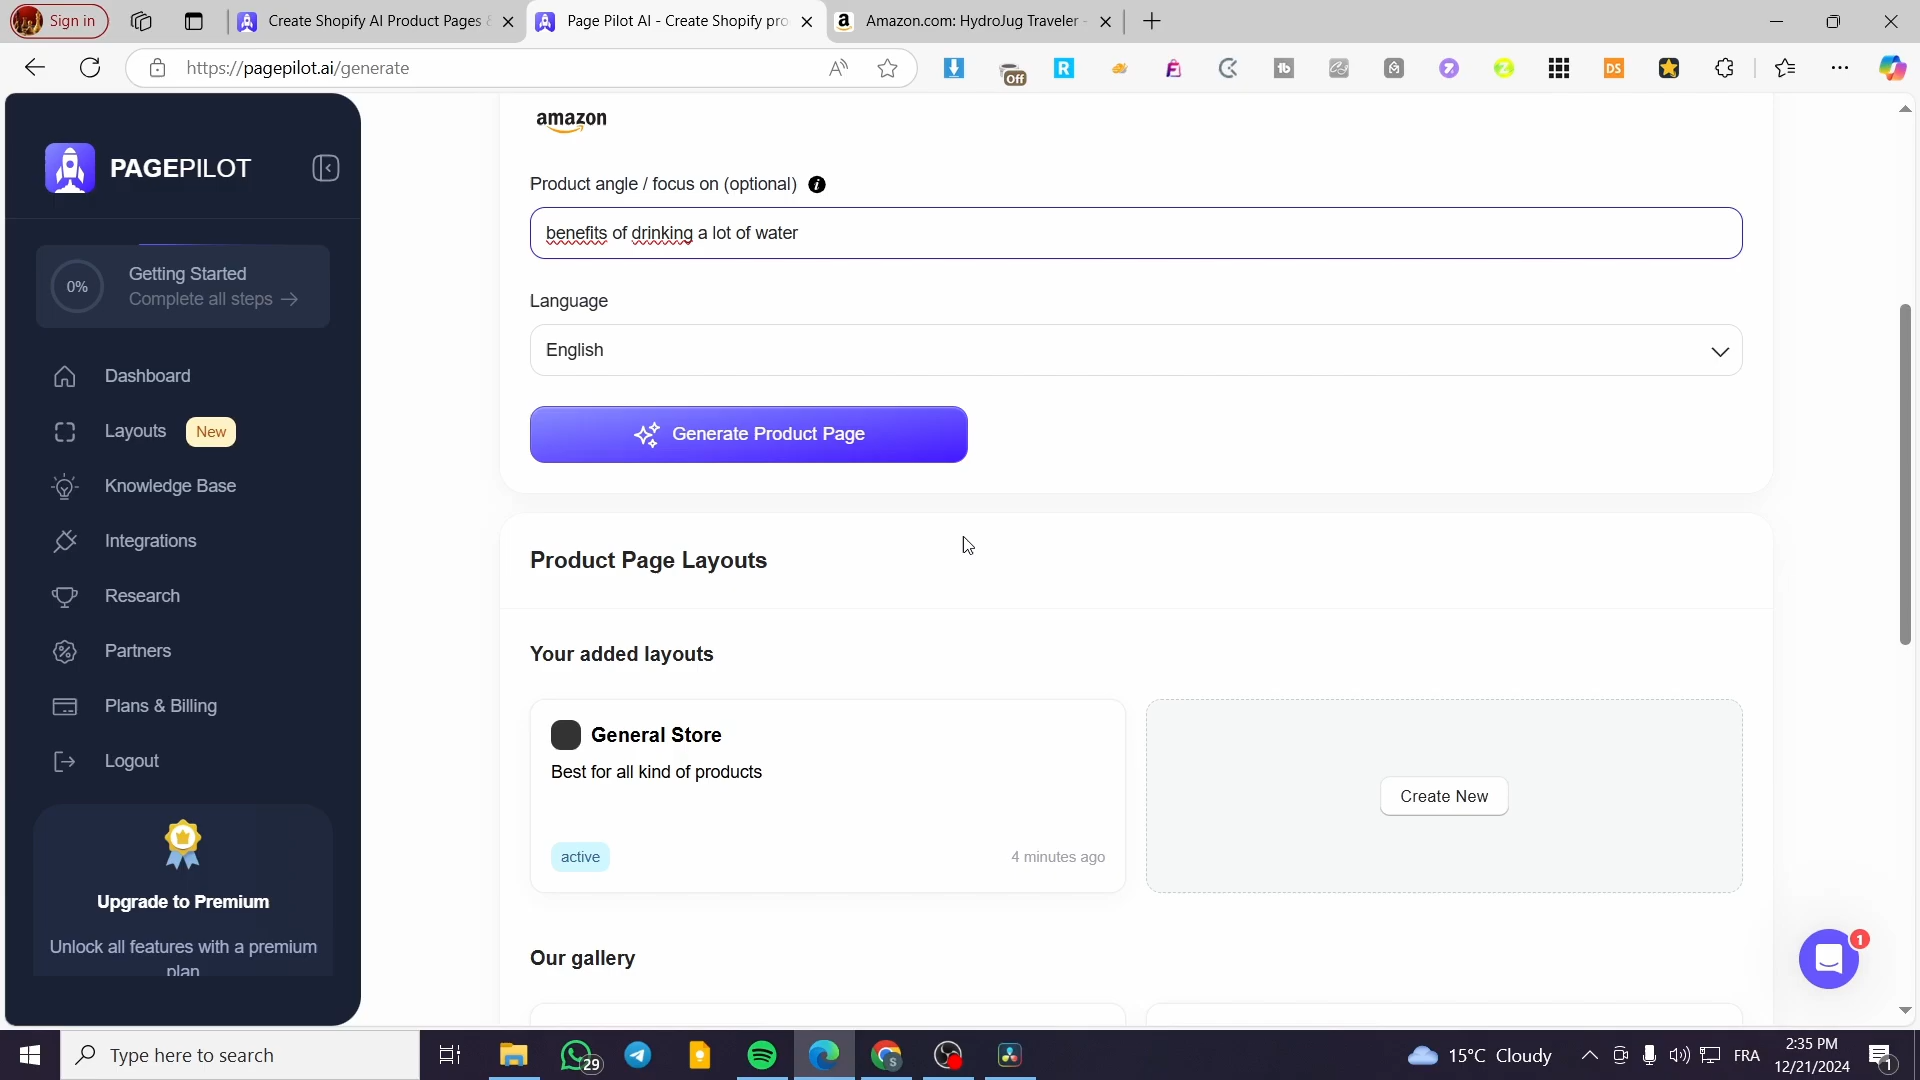 Sign in
Create Shopify AI Product Pages &
Page Pilot AI - Create Shopify pro
Amazon.com: HydroJug Traveler -
https://pagepilot.ai/generate
Off
PAGEPILOT
0%
Getting Started
Complete all steps
Dashboard
Layouts
New
Knowledge Base
Integrations
Research
Partners
Plans & Billing
Logout
Upgrade to Premium
Unlock all features with a premium
plan
amazon
Product angle / focus on (optional)
benefits of drinking a lot of water
Language
English
Generate Product Page
Product Page Layouts
Your added layouts
General Store
Best for all kind of products
active
4 minutes ago
Create New
Our gallery
1
Type here to search
29
15°C Cloudy
FRA
2:35 PM
12/21/2024
1